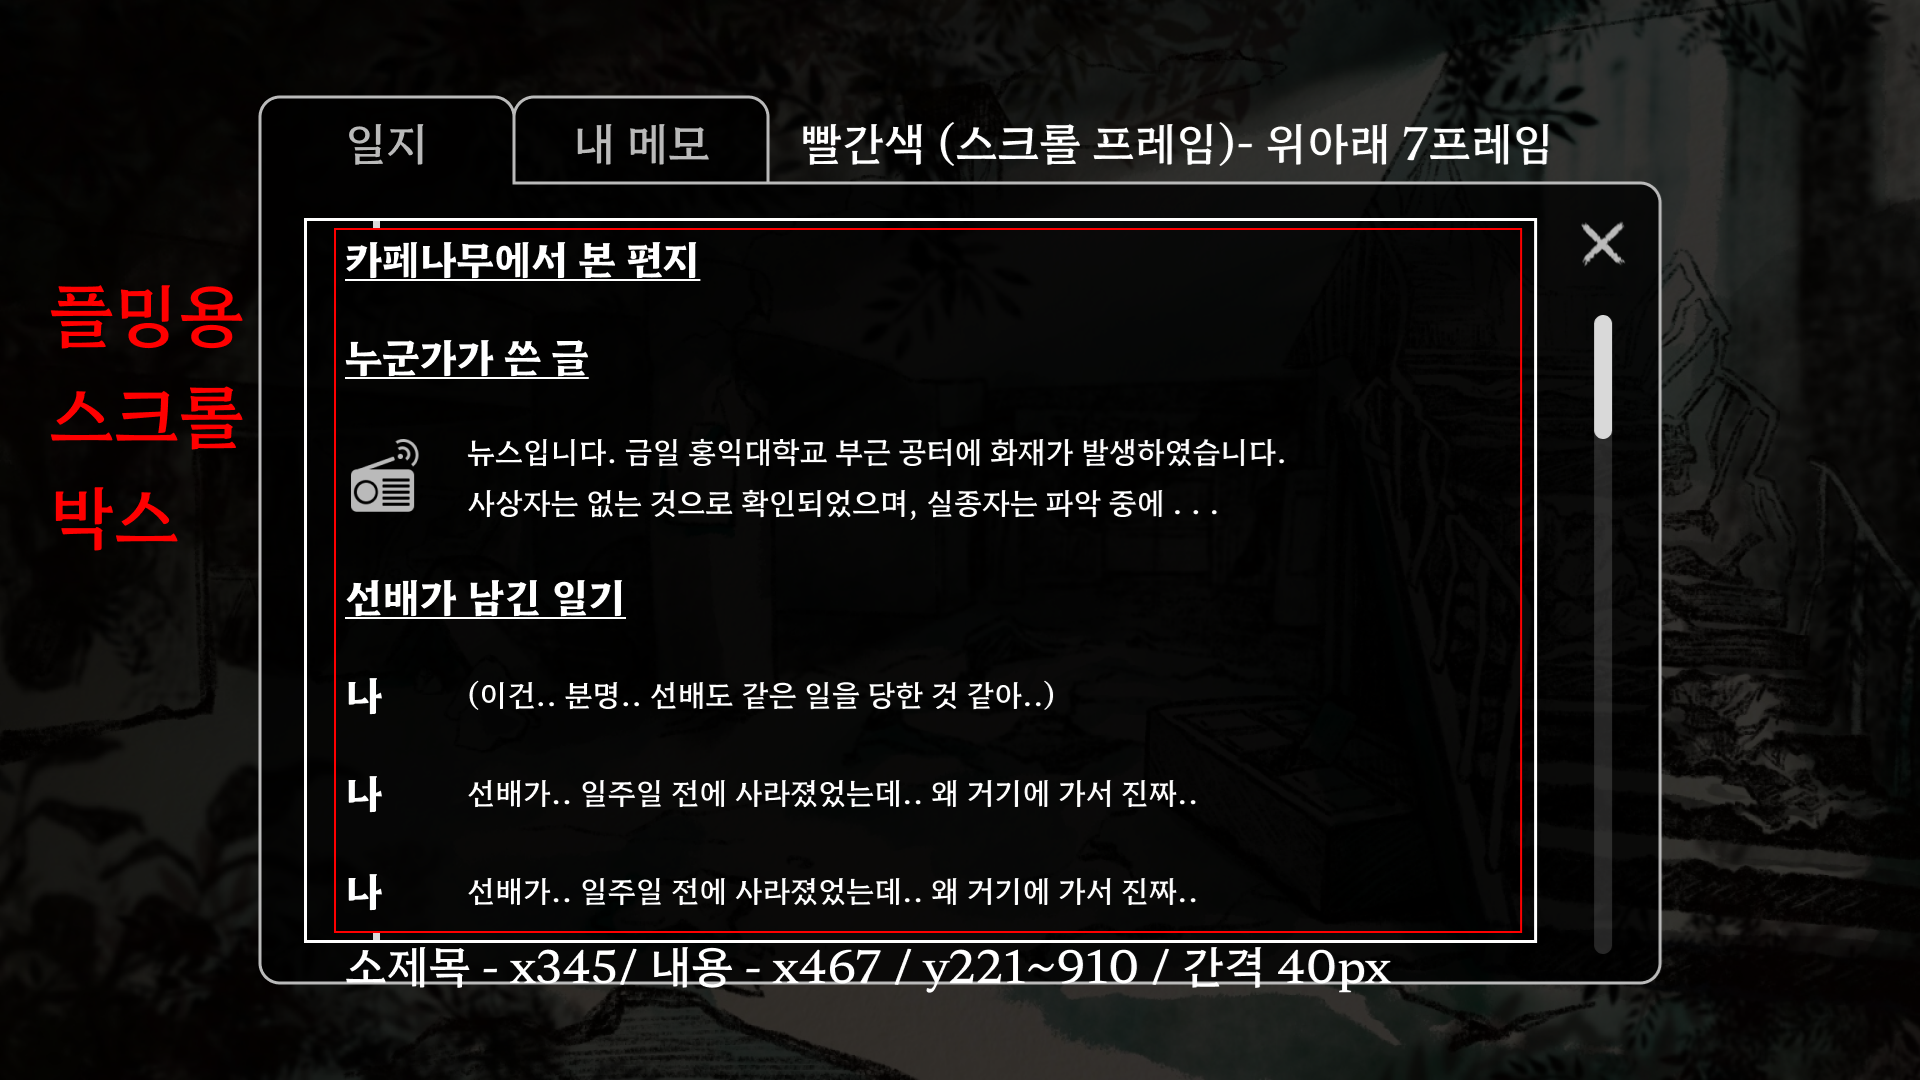 일지
내 메모
빨간색 (스크롤 프레임)- 위아래 7프레임
플밍용
스크롤
박스
카페나무에서 본 편지
누군가가 쓴 글
뉴스입니다. 금일 홍익대학교 부근 공터에 화재가 발생하였습니다.
사상자는 없는 것으로 확인되었으며, 실종자는 파악 중에 . . .
선배가 남긴 일기
나 (이건.. 분명.. 선배도 같은 일을 당한 것 같아..)
나 선배가.. 일주일 전에 사라졌었는데.. 왜 거기에 가서 진짜..
나 선배가.. 일주일 전에 사라졌었는데.. 왜 거기에 가서 진짜..
소제목 - x345/ 내용 - x467 / y221~910 / 간격 40px